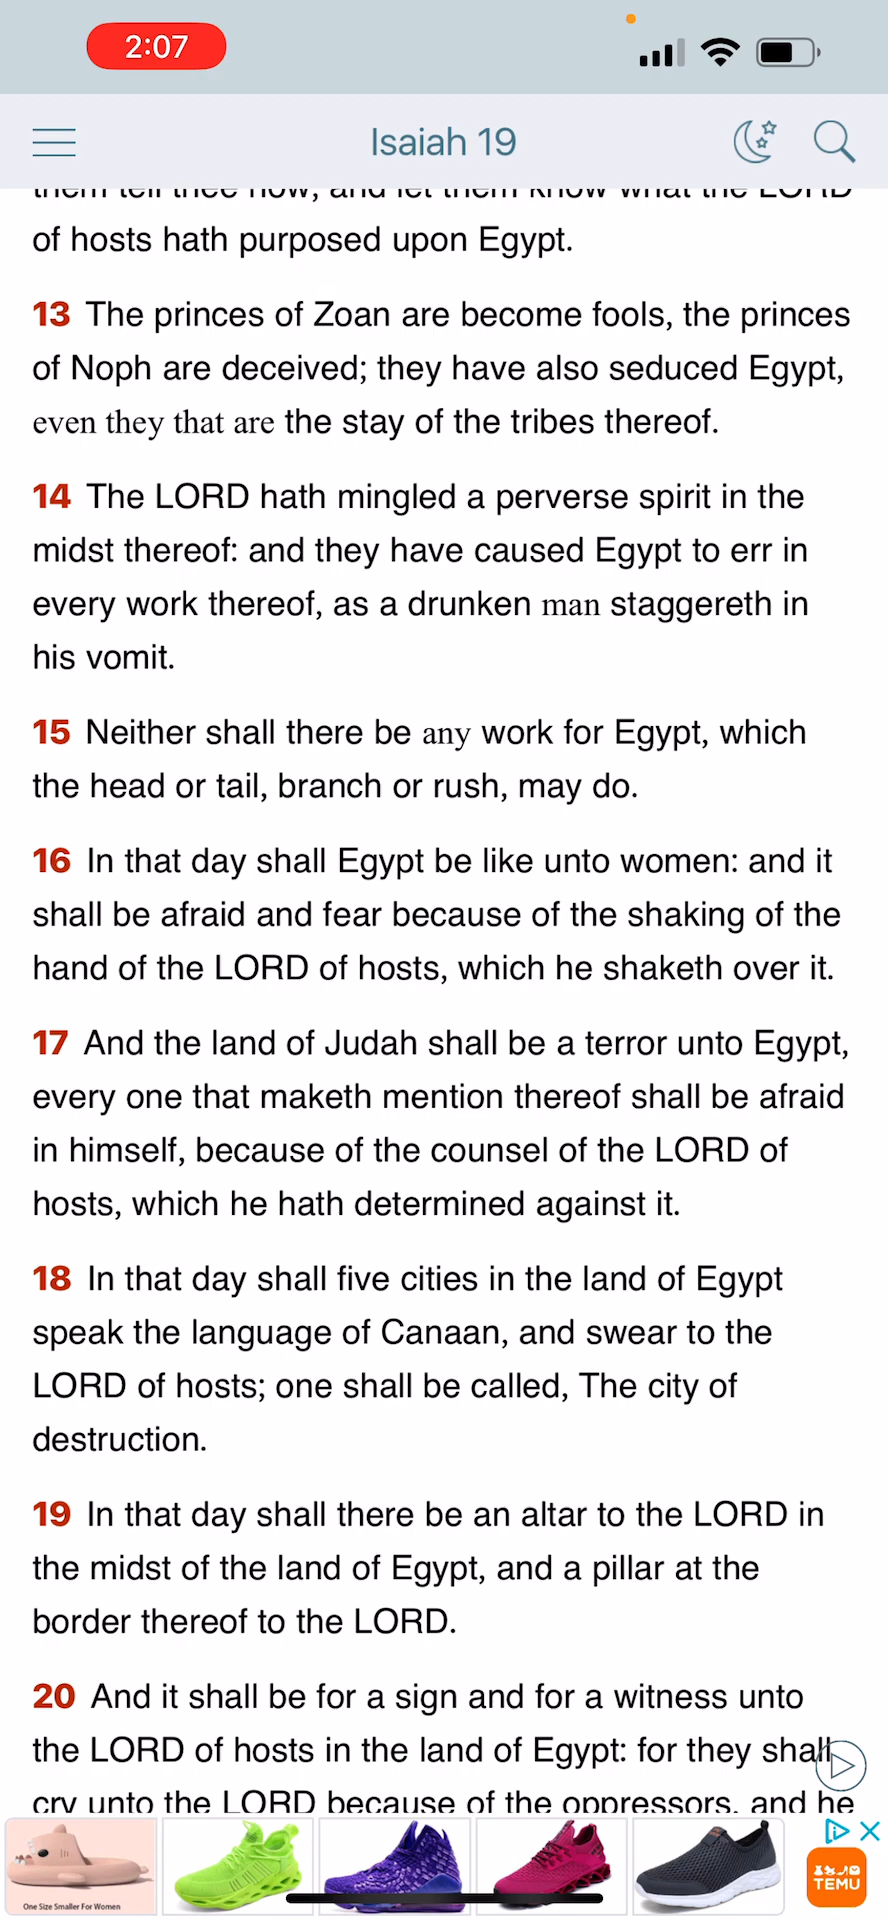 2:07
Isaiah 19
them tell thee now, and let them know what the LORD
of hosts hath purposed upon Egypt.
13 The princes of Zoan are become fools, the princes
of Noph are deceived; they have also seduced Egypt,
even they that are the stay of the tribes thereof.
14 The LORD hath mingled a perverse spirit in the
midst thereof: and they have caused Egypt to err in
every work thereof, as a drunken man staggereth in
his vomit.
15 Neither shall there be any work for Egypt, which
the head or tail, branch or rush, may do.
16 In that day shall Egypt be like unto women: and it
shall be afraid and fear because of the shaking of the
hand of the LORD of hosts, which he shaketh over it.
17 And the land of Judah shall be a terror unto Egypt,
every one that maketh mention thereof shall be afraid
in himself, because of the counsel of the LORD of
hosts, which he hath determined against it.
18 In that day shall five cities in the land of Egypt
speak the language of Canaan, and swear to the
LORD of hosts; one shall be called, The city of
destruction.
19 In that day shall there be an altar to the LORD in
the midst of the land of Egypt, and a pillar at the
border thereof to the LORD.
20 And it shall be for a sign and for a witness unto
the LORD of hosts in the land of Egypt: for they shall
cry unto the LORD because of the oppressors, and he
One Size Smaller For Women
TEMU